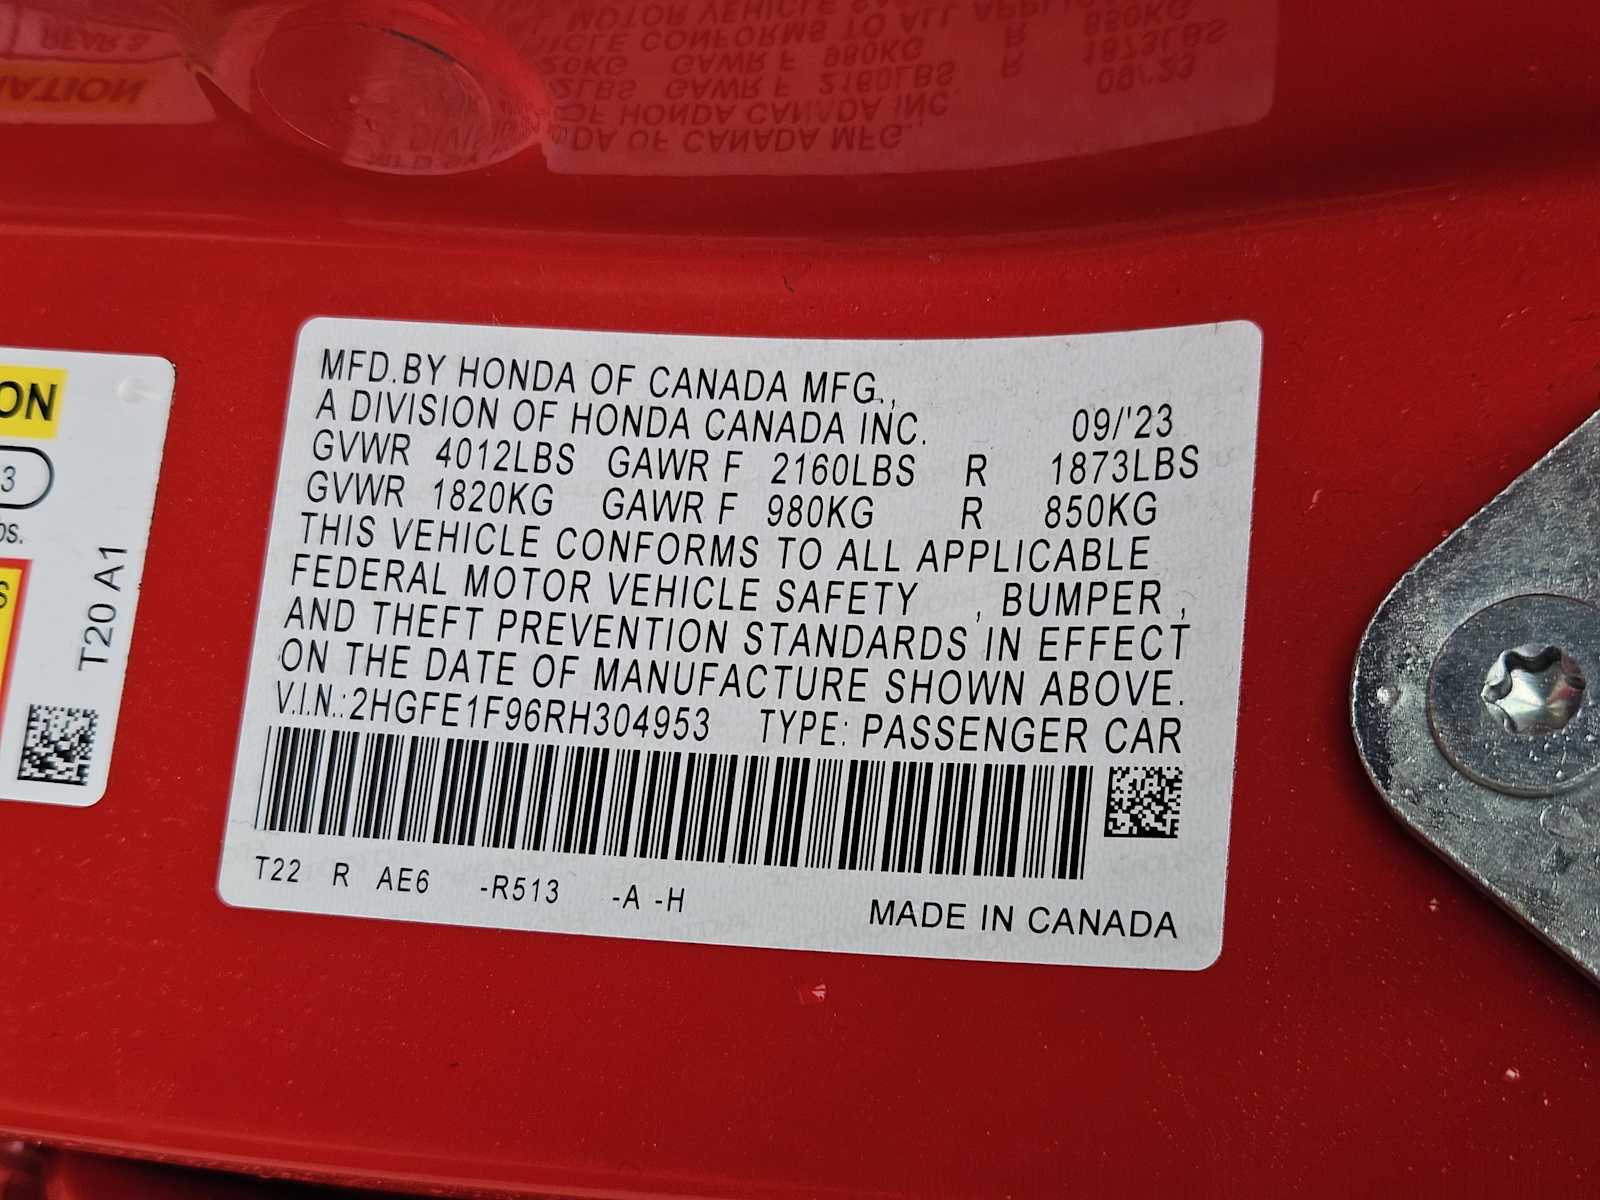 MFD.BY HONDA OF CANADA MFG.,
A DIVISION OF HONDA CANADA INC. 09/'23
GVWR 4012LBS GAWR F 2160LBS R 1873LBS
GVWR 1820KG GAWR F 980KG R 850KG
THIS VEHICLE CONFORMS TO ALL APPLICABLE
FEDERAL MOTOR VEHICLE SAFETY , BUMPER ,
AND THEFT PREVENTION STANDARDS IN EFFECT
ON THE DATE OF MANUFACTURE SHOWN ABOVE.
V.I.N.:2HGFE1F96RH304953 TYPE: PASSENGER CAR
T22 R AE6 -R513 -A -H
MADE IN CANADA
ON
3
bs.
S
T20 A1